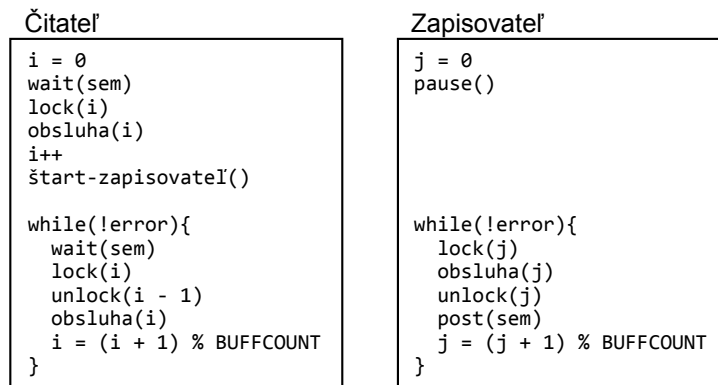 Čitateľ
i = 0
wait(sem)
lock(i)
obsluha(i)
i++
štart-zapisovateľ()
while(!error){
wait(sem)
lock(i)
unlock(i - 1)
obsluha(i)
i = (i + 1) % BUFFCOUNT
}
Zapisovateľ
j = 0
pause()
while(!error){
lock(j)
obsluha(j)
unlock(j)
post(sem)
j = (j + 1) % BUFFCOUNT
}